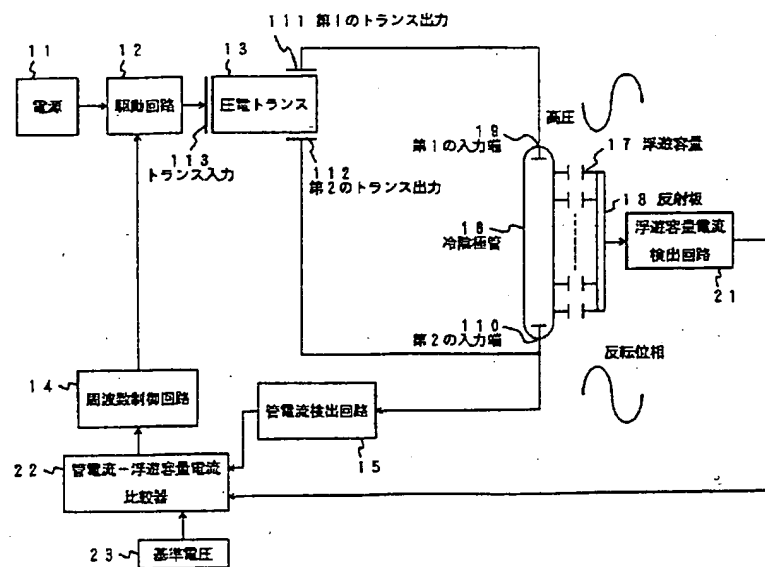 111 第1のトランス出力
11
電源
12
駆動回路
13
圧電トランス
113
トランス入力
112
第2のトランス出力
高圧
19
第1の入力端
17 浮遊容量
18 反射板
16
冷陰極管
浮遊容量電流
検出回路
21
110
第2の入力端
反転位相
14
周波数制御回路
管電流検出回路
15
22
管電流－浮遊容量電流
比較器
23
基準電圧